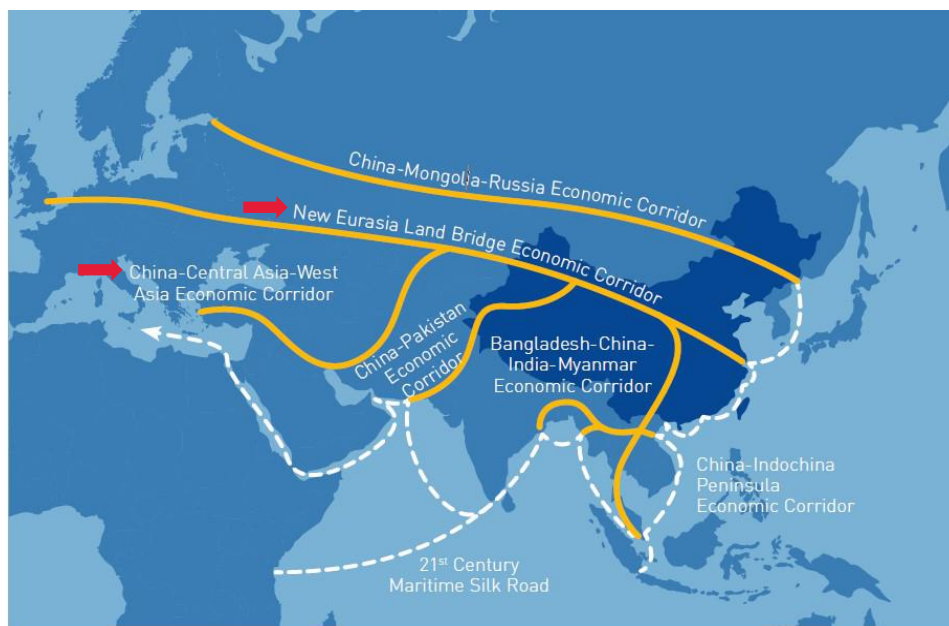 China-Mongolia-Russia Economic Corridor
New Eurasia Land Bridge Economic Corridor
China-Central Asia-West
Asia Economic Corridor
China-Pakistan
Economic
Corridor
Bangladesh-China-
India-Myanmar
Economic Corridor
China-Indochina
Peninsula
Economic Corridor
21st Century
Maritime Silk Road